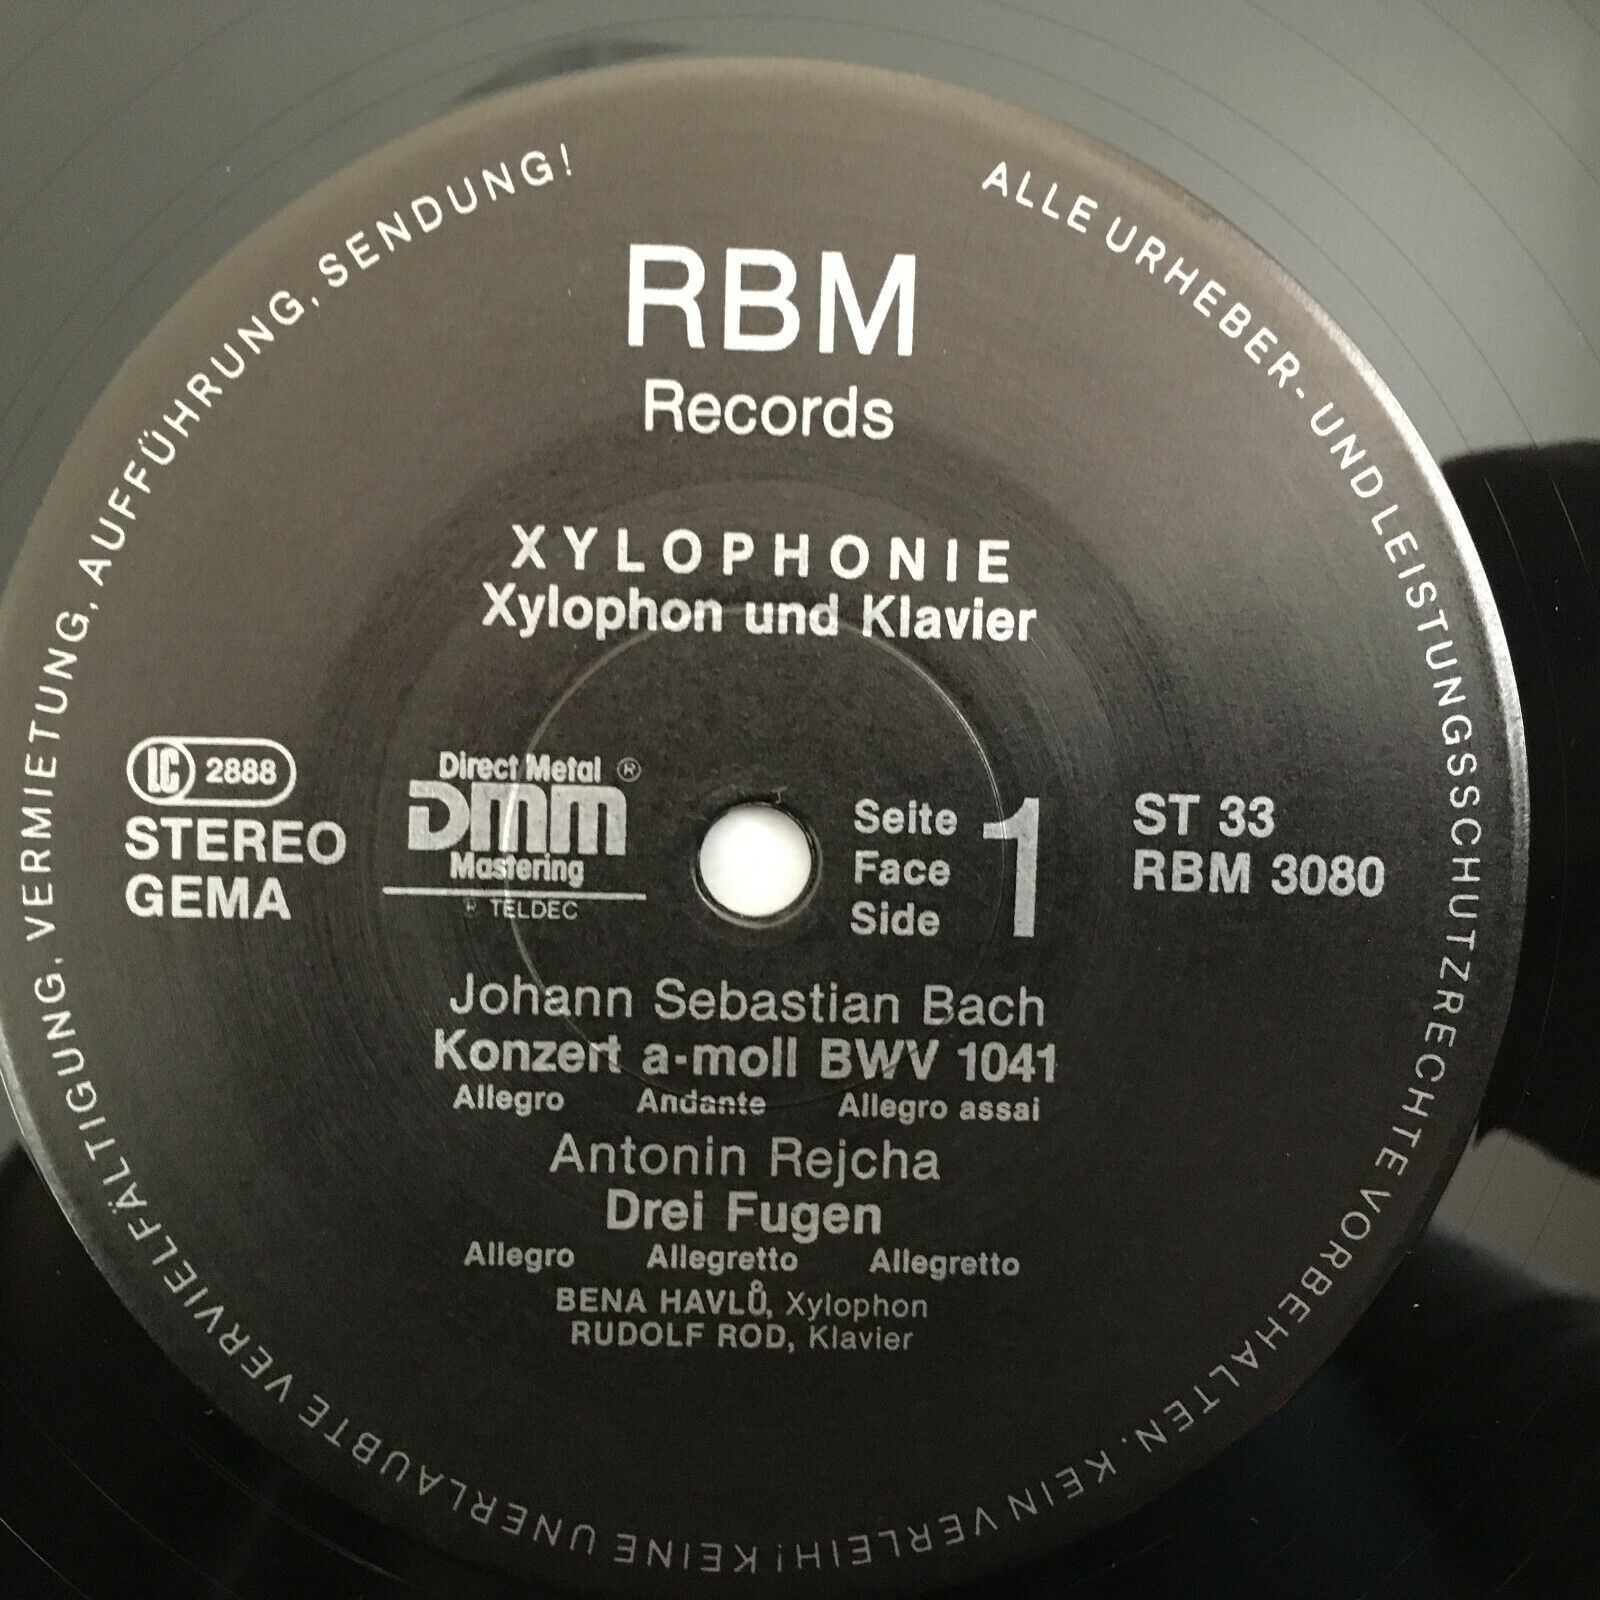 ALLE URHEBER- UND LEISTUNGSSCHUTZRECHTE VORBEHALTEN. KEIN VERLEIH! KEINE UNERLAUBTE VERVIELFÄLTIGUNG, VERMIETUNG, AUFFÜHRUNG, SENDUNG!
RBM
Records
XYLOPHONIE
Xylophon und Klavier
LC 2888
STEREO
GEMA
Direct Metal ®
DMM
Mastering
® TELDEC
Seite
Face
Side
1
ST 33
RBM 3080
Johann Sebastian Bach
Konzert a-moll BWV 1041
Allegro Andante Allegro assai
Antonin Rejcha
Drei Fugen
Allegro Allegretto Allegretto
BENA HAVLŮ, Xylophon
RUDOLF ROD, Klavier